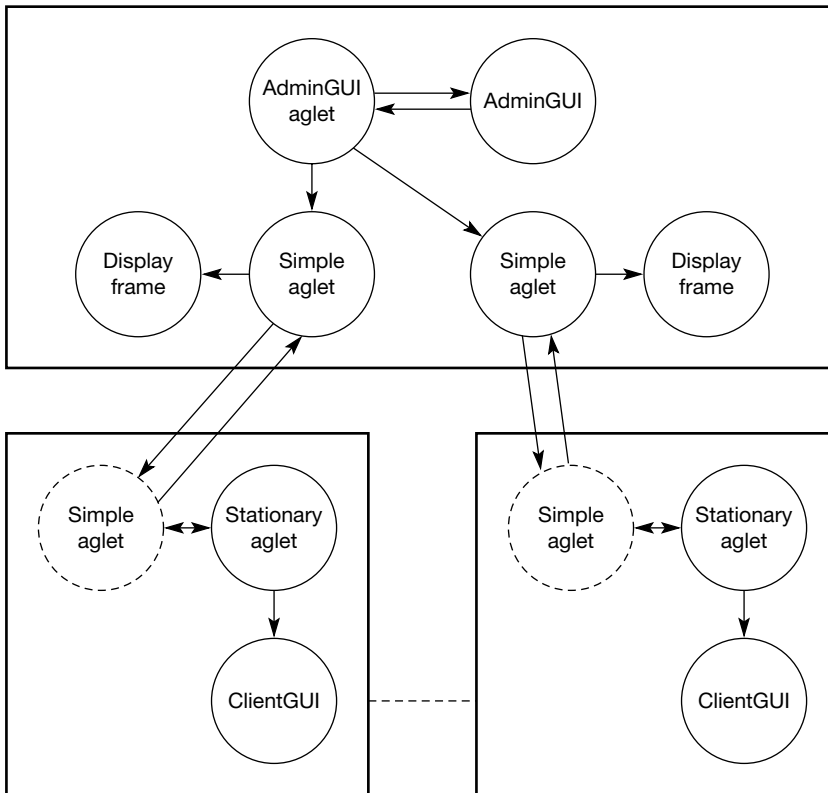 AdminGUI
aglet
AdminGUI
Display
frame
Simple
aglet
Simple
aglet
Display
frame
Simple
aglet
Stationary
aglet
Simple
aglet
Stationary
aglet
ClientGUI
ClientGUI